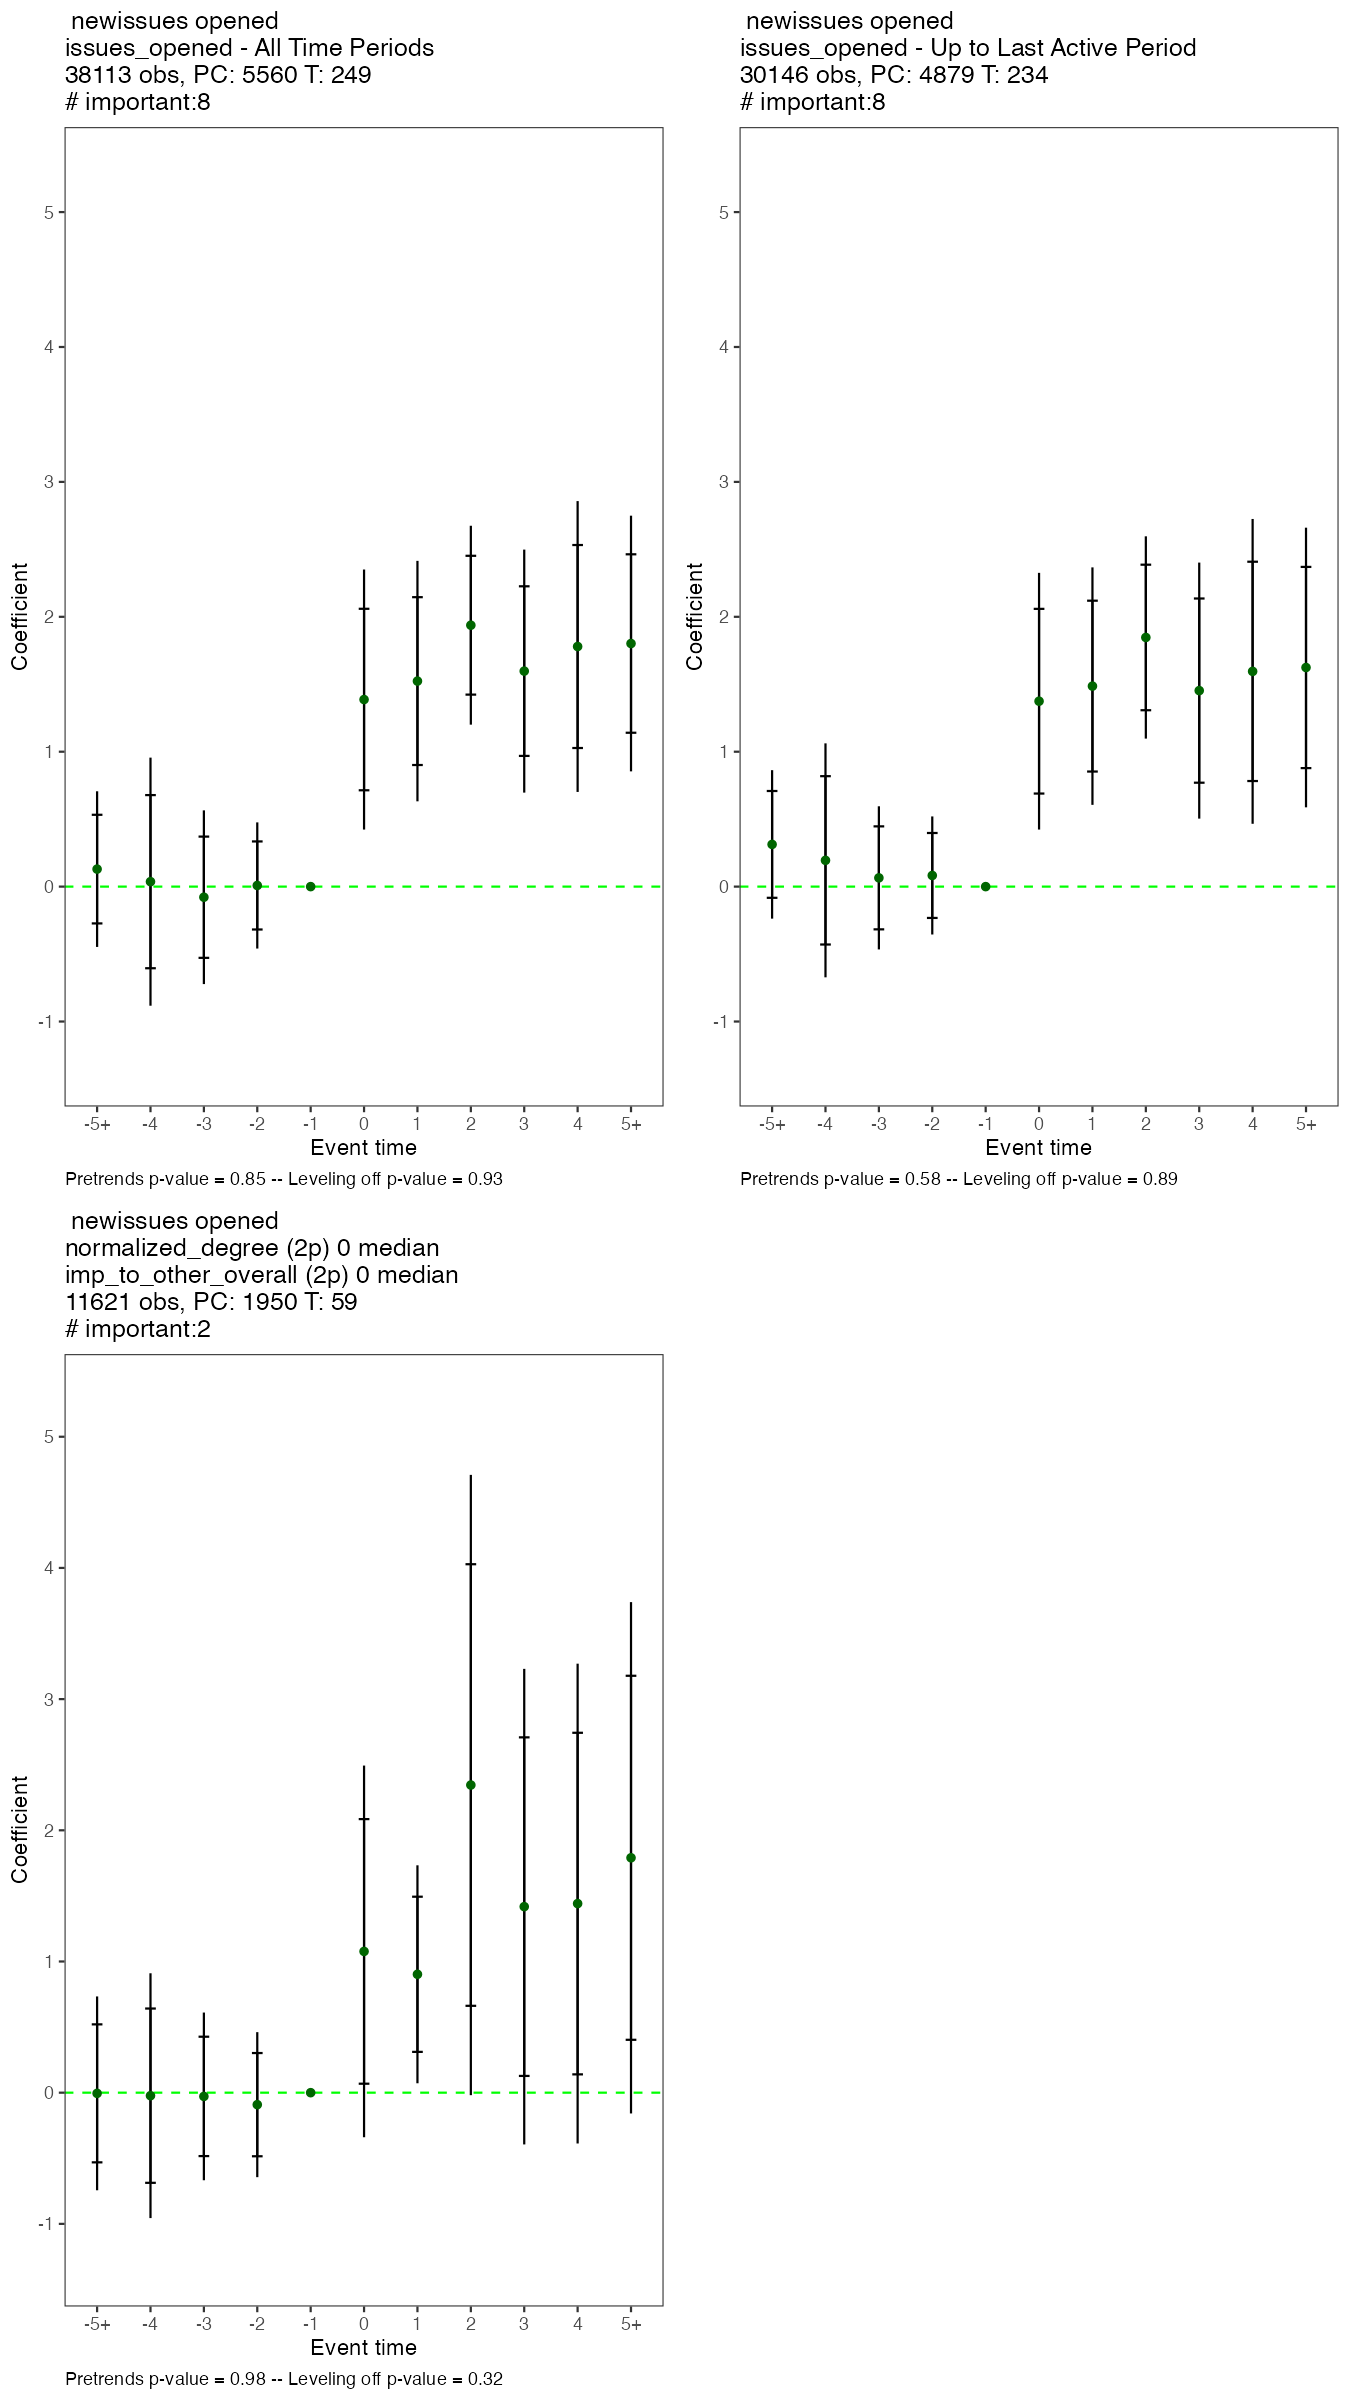 newissues opened
issues_opened - All Time Periods
38113 obs, PC: 5560 T: 249
# important:8
5
4
3
2
1
0
-1
Coefficient
-5+ -4 -3 -2 -1 0 1 2 3 4 5+
Event time
Pretrends p-value = 0.85 -- Leveling off p-value = 0.93
newissues opened
issues_opened - Up to Last Active Period
30146 obs, PC: 4879 T: 234
# important:8
5
4
3
2
1
0
-1
Coefficient
-5+ -4 -3 -2 -1 0 1 2 3 4 5+
Event time
Pretrends p-value = 0.58 -- Leveling off p-value = 0.89
newissues opened
normalized_degree (2p) 0 median
imp_to_other_overall (2p) 0 median
11621 obs, PC: 1950 T: 59
# important:2
5
4
3
2
1
0
-1
Coefficient
-5+ -4 -3 -2 -1 0 1 2 3 4 5+
Event time
Pretrends p-value = 0.98 -- Leveling off p-value = 0.32